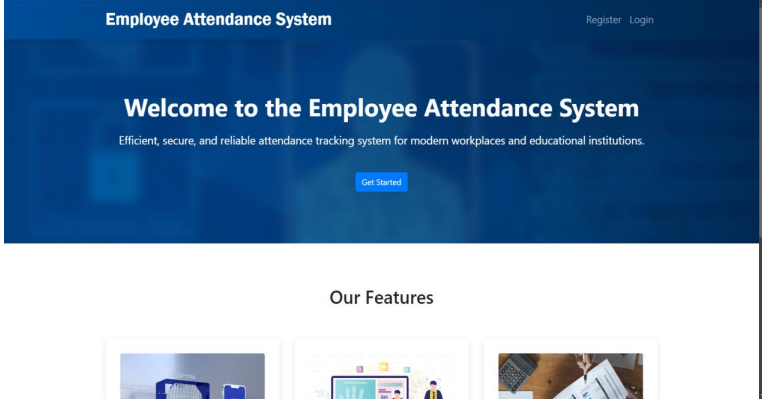 Employee Attendance System
Register Login
Welcome to the Employee Attendance System
Efficient, secure, and reliable attendance tracking system for modern workplaces and educational institutions.
Get Started
Our Features